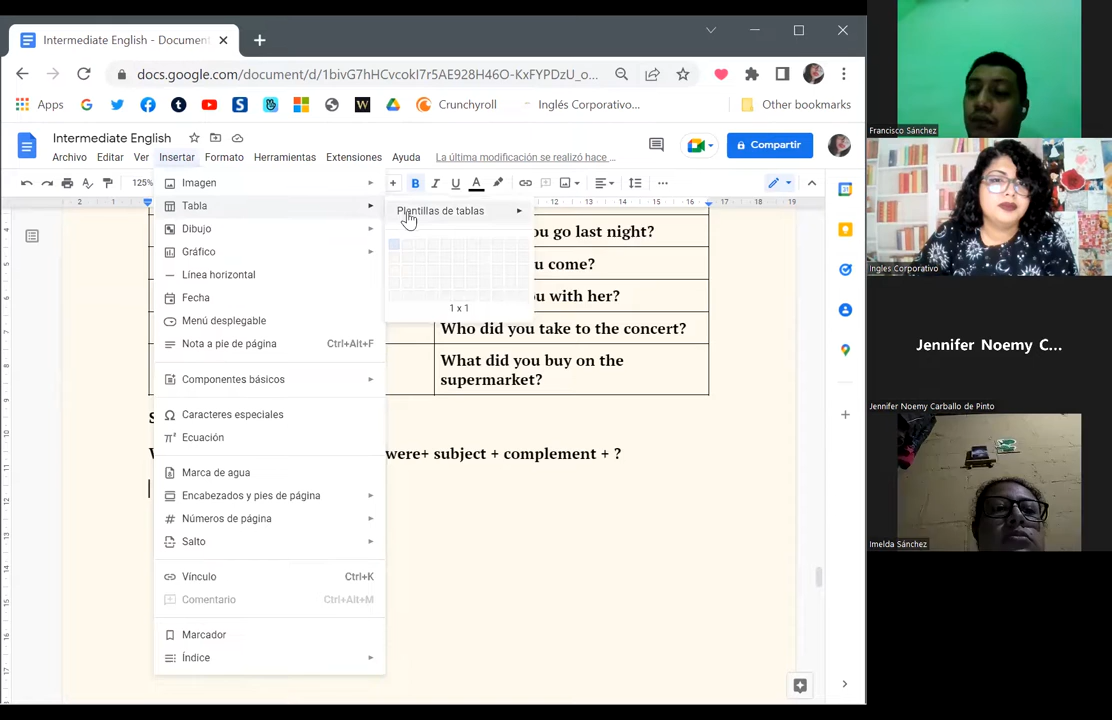 Intermediate English - Document
docs.google.com/document/d/1bivG7hHCvcokI7r5AE928H46O-KxFYPDzU_o...
Apps
Crunchyroll
Inglés Corporativo...
Other bookmarks
Intermediate English
Archivo Editar Ver Insertar Formato Herramientas Extensiones Ayuda La última modificación se realizó hace ...
Compartir
125%
Imagen
Tabla
Dibujo
Gráfico
Línea horizontal
Fecha
Menú desplegable
Nota a pie de página Ctrl+Alt+F
Componentes básicos
Caracteres especiales
Ecuación
Marca de agua
Encabezados y pies de página
Números de página
Salto
Vínculo Ctrl+K
Comentario Ctrl+Alt+M
Marcador
Índice
Plantillas de tablas
1 x 1
go last night?
come?
with her?
Who did you take to the concert?
What did you buy on the
supermarket?
were+ subject + complement + ?
Francisco Sánchez
Ingles Corporativo
Jennifer Noemy C...
Jennifer Noemy Carballo de Pinto
Imelda Sánchez